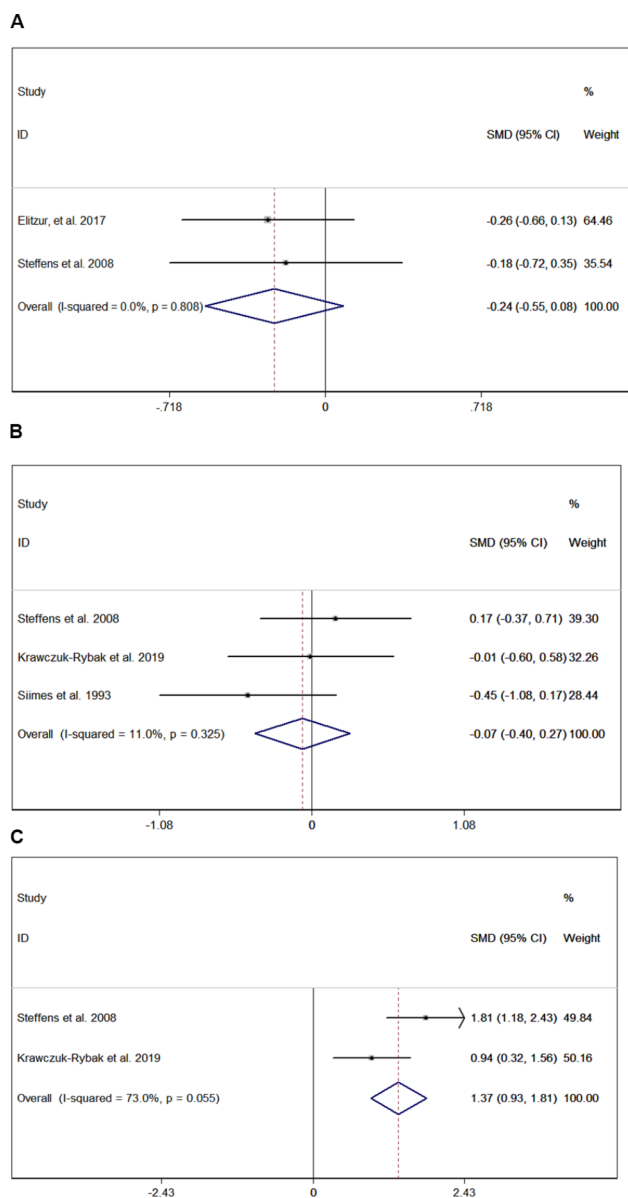 A
Study %
ID SMD (95% CI) Weight
Elitzur, et al. 2017 -0.26 (-0.66, 0.13) 64.46
Steffens et al. 2008 -0.18 (-0.72, 0.35) 35.54
Overall (I-squared = 0.0%, p = 0.808) -0.24 (-0.55, 0.08) 100.00
-.718 0 .718
B
Study %
ID SMD (95% CI) Weight
Steffens et al. 2008 0.17 (-0.37, 0.71) 39.30
Krawczuk-Rybak et al. 2019 -0.01 (-0.60, 0.58) 32.26
Siimes et al. 1993 -0.45 (-1.08, 0.17) 28.44
Overall (I-squared = 11.0%, p = 0.325) -0.07 (-0.40, 0.27) 100.00
-1.08 0 1.08
C
Study %
ID SMD (95% CI) Weight
Steffens et al. 2008 1.81 (1.18, 2.43) 49.84
Krawczuk-Rybak et al. 2019 0.94 (0.32, 1.56) 50.16
Overall (I-squared = 73.0%, p = 0.055) 1.37 (0.93, 1.81) 100.00
-2.43 0 2.43